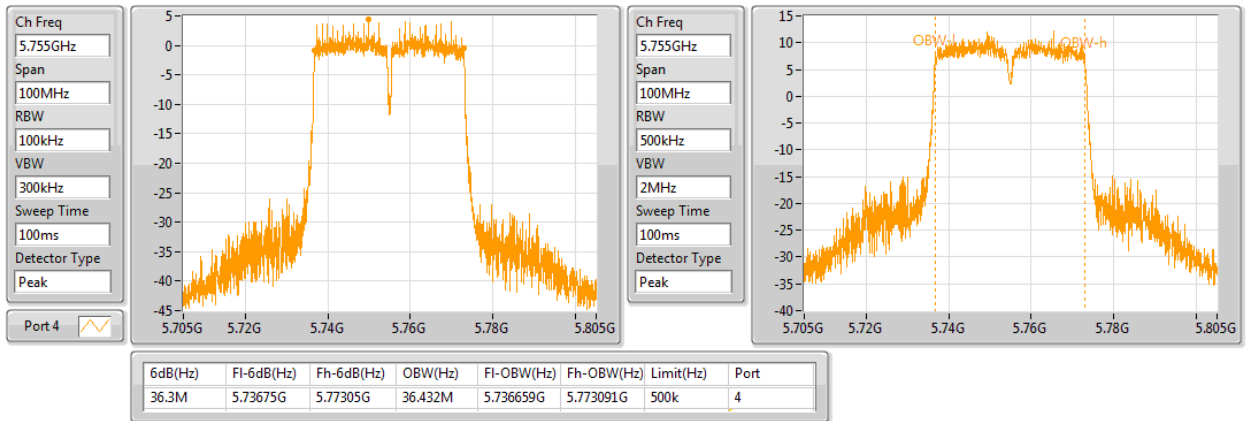 Ch Freq
5.755GHz
Span
100MHz
RBW
100kHz
VBW
300kHz
Sweep Time
100ms
Detector Type
Peak
Port 4
5
0
-5
-10
-15
-20
-25
-30
-35
-40
-45
5.705G 5.72G 5.74G 5.76G 5.78G 5.805G
Ch Freq
5.755GHz
Span
100MHz
RBW
500kHz
VBW
2MHz
Sweep Time
100ms
Detector Type
Peak
15
10
5
0
-5
-10
-15
-20
-25
-30
-35
-40
OBW-l OBW-h
5.705G 5.72G 5.74G 5.76G 5.78G 5.805G
6dB(Hz) Fl-6dB(Hz) Fh-6dB(Hz) OBW(Hz) Fl-OBW(Hz) Fh-OBW(Hz) Limit(Hz) Port
36.3M 5.73675G 5.77305G 36.432M 5.736659G 5.773091G 500k 4